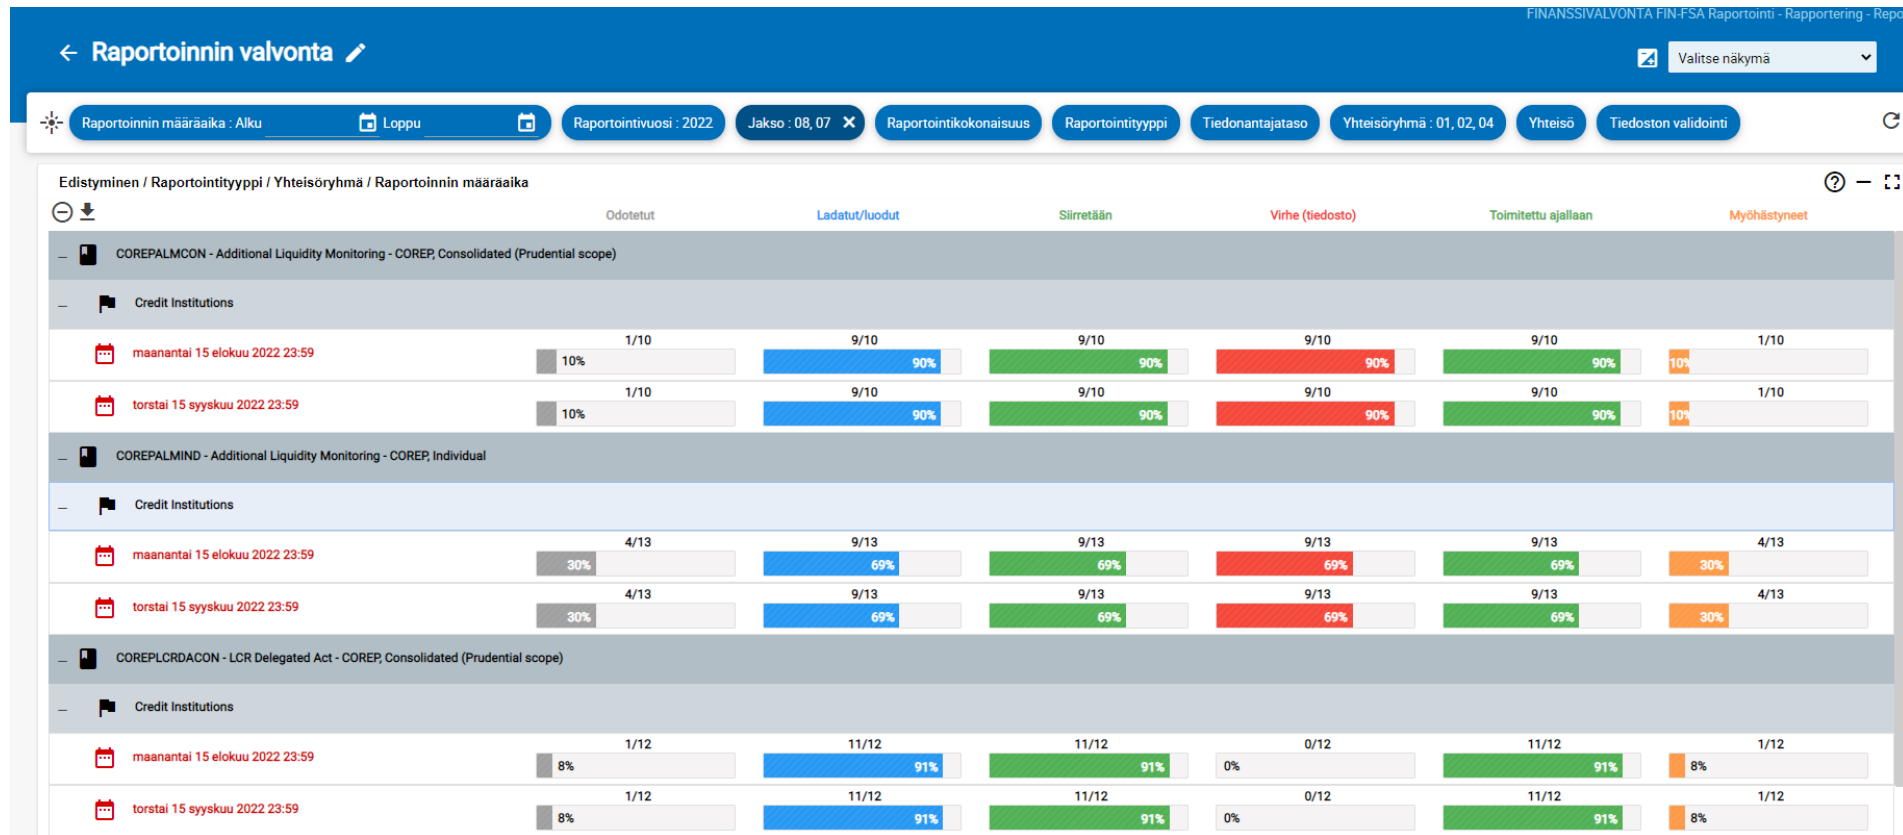 FINANSSIVALVONTA FIN-FSA Raportointi - Rapportering - Repo
Raportoinnin valvonta
Valitse näkymä
Raportoinnin määräaika : Alku Loppu Raportointivuosi : 2022 Jakso : 08, 07 Raportointikokonaisuus Raportointityyppi Tiedonantajataso Yhteisöryhmä : 01, 02, 04 Yhteisö Tiedoston validointi
Edistyminen / Raportointityyppi / Yhteisöryhmä / Raportoinnin määräaika
Odotetut Ladatut/luodut Siirretään Virhe (tiedosto) Toimitettu ajallaan Myöhästyneet
COREPALMCON - Additional Liquidity Monitoring - COREP, Consolidated (Prudential scope)
Credit Institutions
1/10 9/10 9/10 9/10 9/10 1/10
maanantai 15 elokuu 2022 23:59
10% 90% 90% 90% 90% 10%
1/10 9/10 9/10 9/10 9/10 1/10
torstai 15 syyskuu 2022 23:59
10% 90% 90% 90% 90% 10%
COREPALMIND - Additional Liquidity Monitoring - COREP, Individual
Credit Institutions
4/13 9/13 9/13 9/13 9/13 4/13
maanantai 15 elokuu 2022 23:59
30% 69% 69% 69% 69% 30%
4/13 9/13 9/13 9/13 9/13 4/13
torstai 15 syyskuu 2022 23:59
30% 69% 69% 69% 69% 30%
COREPLCRDACON - LCR Delegated Act - COREP, Consolidated (Prudential scope)
Credit Institutions
1/12 11/12 11/12 0/12 11/12 1/12
maanantai 15 elokuu 2022 23:59
8% 91% 91% 0% 91% 8%
1/12 11/12 11/12 0/12 11/12 1/12
torstai 15 syyskuu 2022 23:59
8% 91% 91% 0% 91% 8%